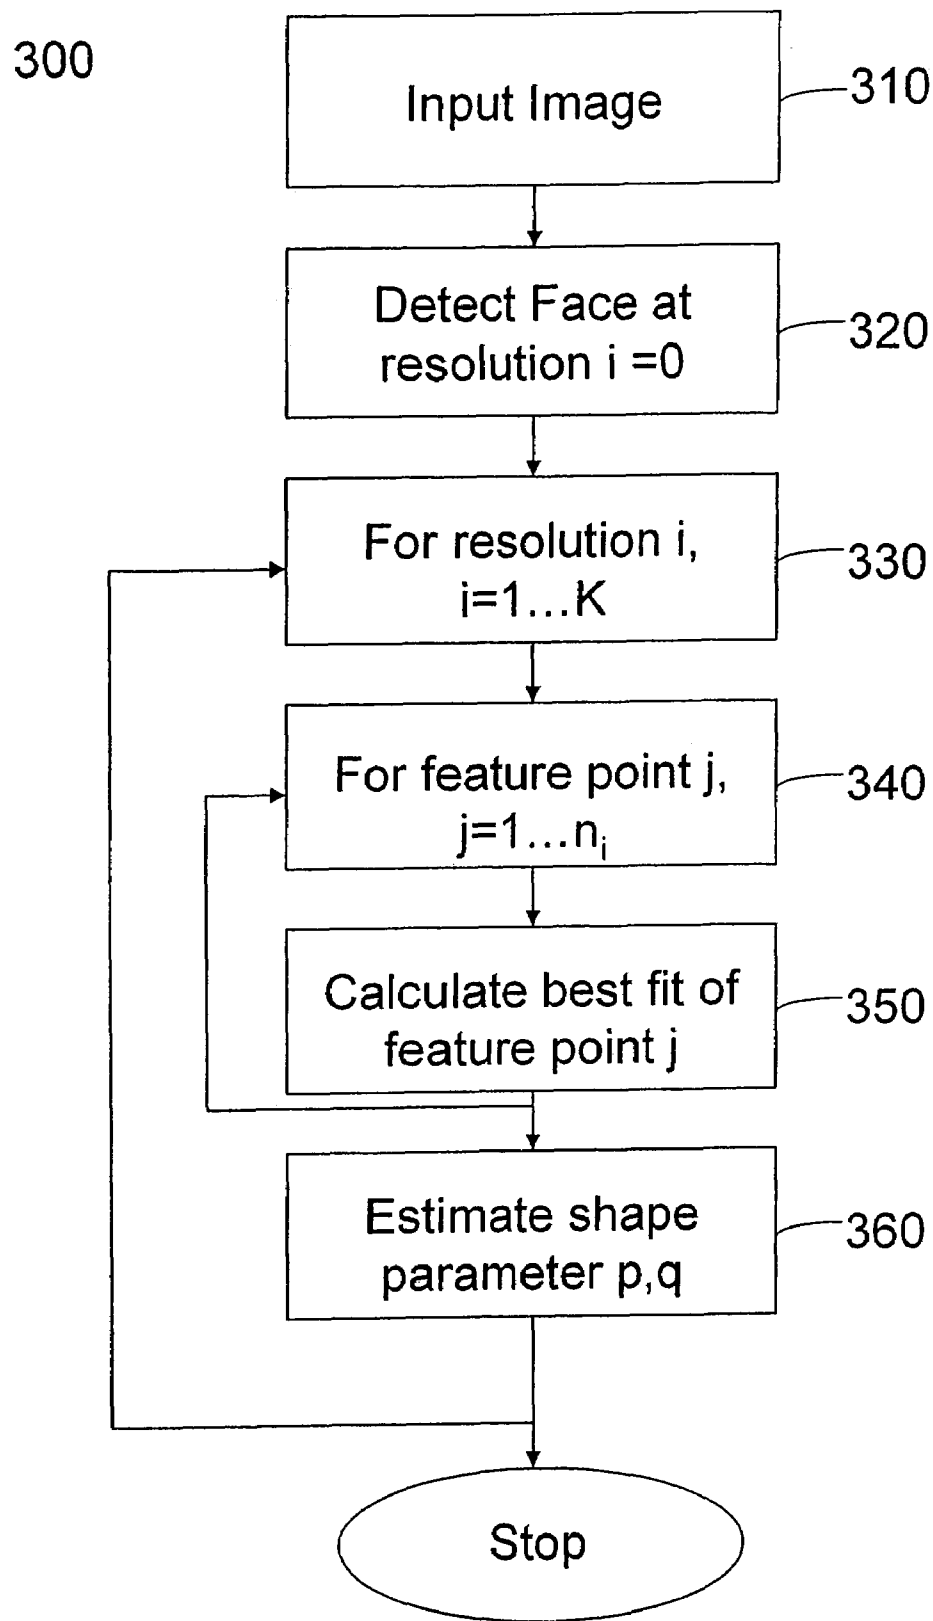 300
Input Image
310
Detect Face at
resolution i =0
320
For resolution i,
i=1...K
330
For feature point j,
j=1...nᵢ
340
Calculate best fit of
feature point j
350
Estimate shape
parameter p,q
360
Stop